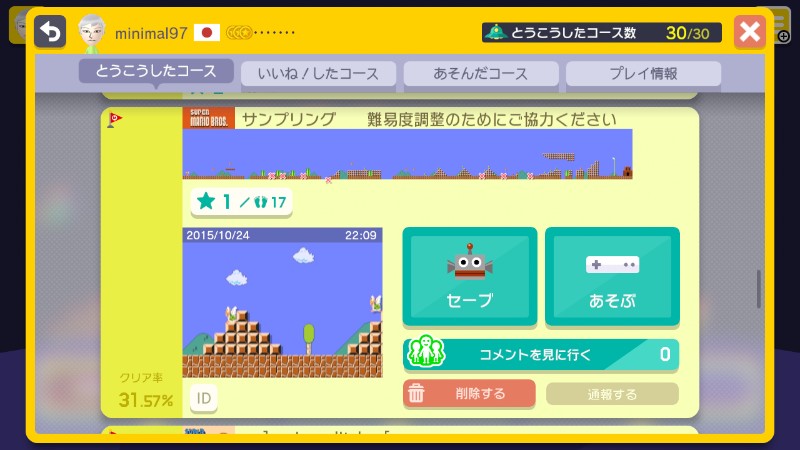 minimal97
とうこうしたコース数 30/30
とうこうしたコース
いいね！したコース
あそんだコース
プレイ情報
SUPER MARIO BROS.
サンプリング 難易度調整のためにご協力ください
1 / 17
2015/10/24 22:09
セーブ
あそぶ
コメントを見に行く 0
クリア率
31.57%
ID
削除する
通報する